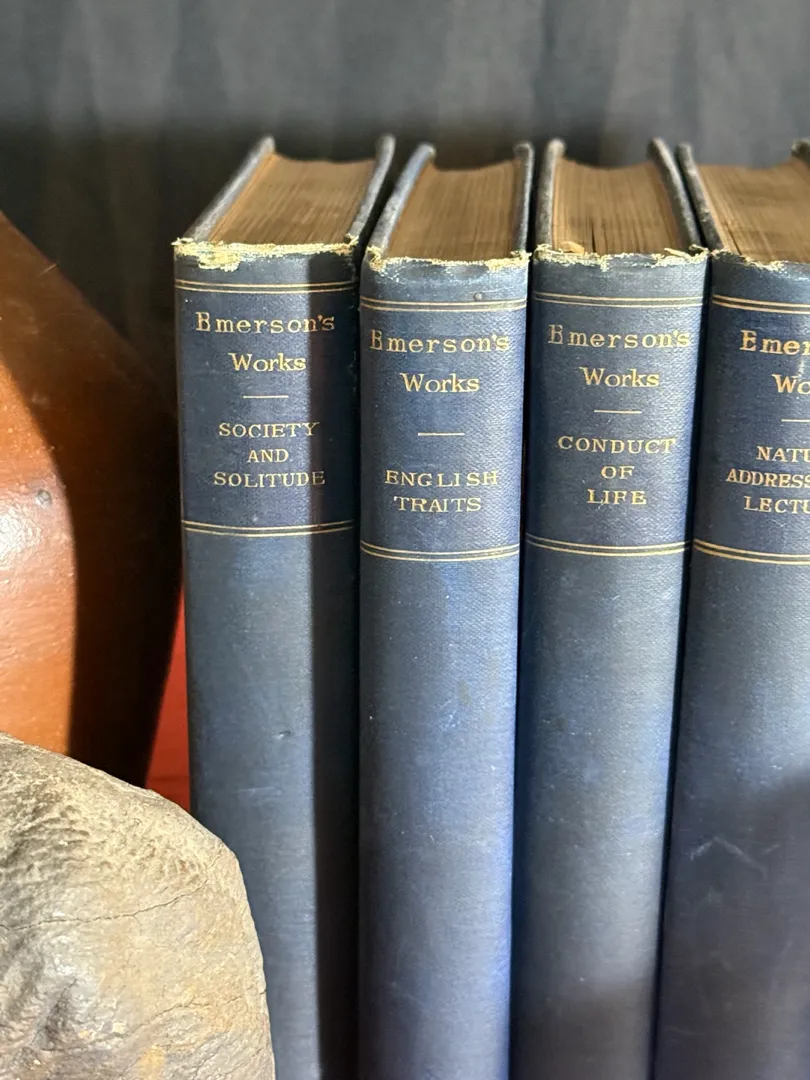 Emerson's
Works
SOCIETY
AND
SOLITUDE
Emerson's
Works
ENGLISH
TRAITS
Emerson's
Works
CONDUCT
OF
LIFE